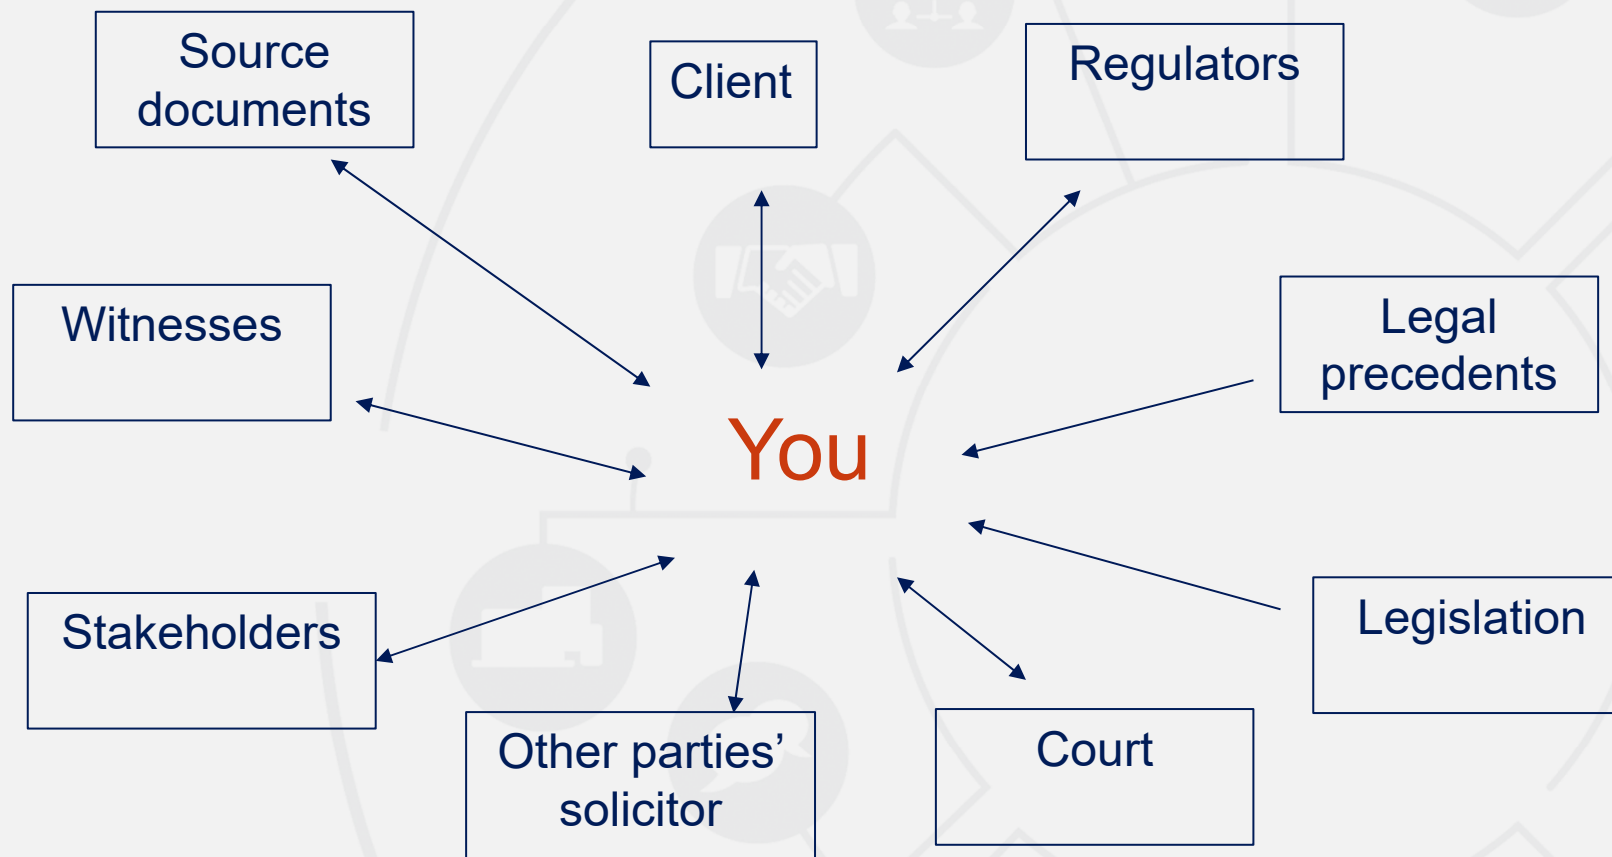 Source
documents
Client
Regulators
Witnesses
Legal
precedents
You
Stakeholders
Legislation
Other parties’
solicitor
Court